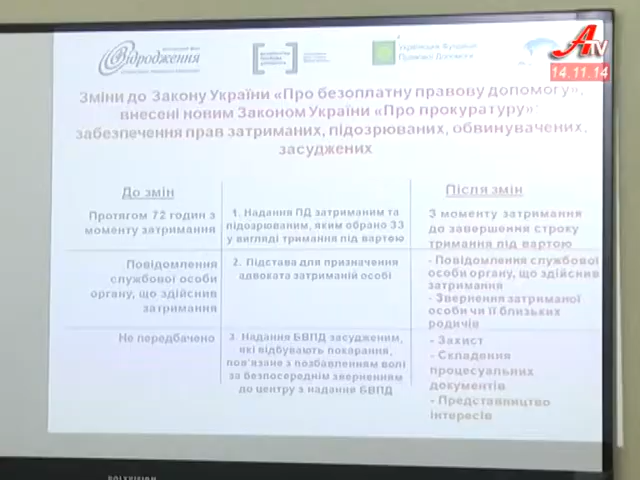 Відродження
Українська Фундація
Правової Допомоги
ATV
14.11.14
Зміни до Закону України «Про безоплатну правову допомогу»,
внесені новим Законом України «Про прокуратуру»:
забезпечення прав затриманих, підозрюваних, обвинувачених,
засуджених
До змін
Після змін
Протягом 72 годин з
моменту затримання
1. Надання ПД затриманим та
підозрюваним, яким обрано ЗЗ
у вигляді тримання під вартою
З моменту затримання
до завершення строку
тримання під вартою
Повідомлення
службової особи
органу, що здійснив
затримання
2. Підстава для призначення
адвоката затриманій особі
- Повідомлення службової
особи органу, що здійснив
затримання
- Звернення затриманої
особи чи її близьких
родичів
Не передбачено
3. Надання БВПД засудженим,
які відбувають покарання,
пов'язане з позбавленням волі
за безпосереднім зверненням
до центру з надання БВПД
- Захист
- Складення
процесуальних
документів
- Представництво
інтересів